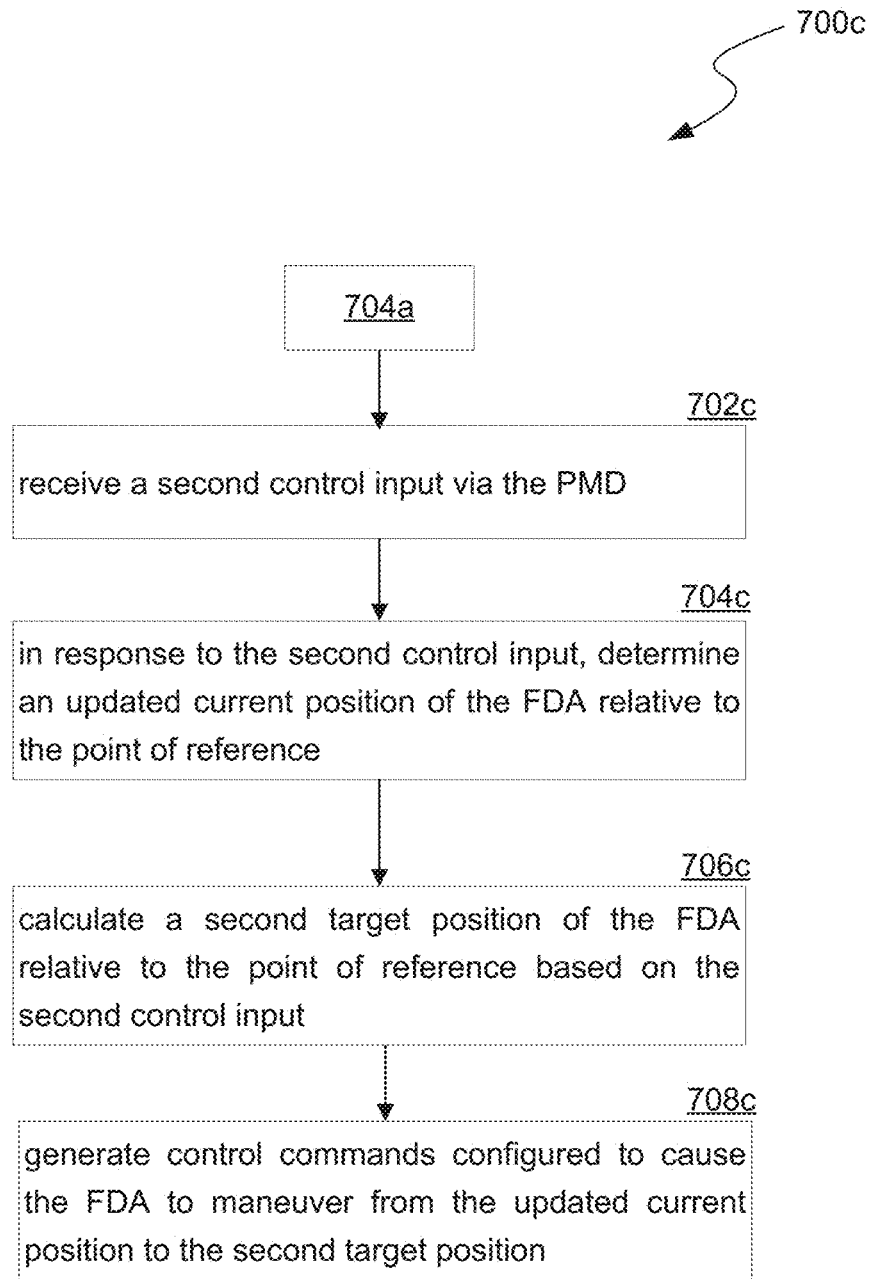 700c
704a
702c
receive a second control input via the PMD
704c
in response to the second control input, determine
an updated current position of the FDA relative to
the point of reference
706c
calculate a second target position of the FDA
relative to the point of reference based on the
second control input
708c
generate control commands configured to cause
the FDA to maneuver from the updated current
position to the second target position